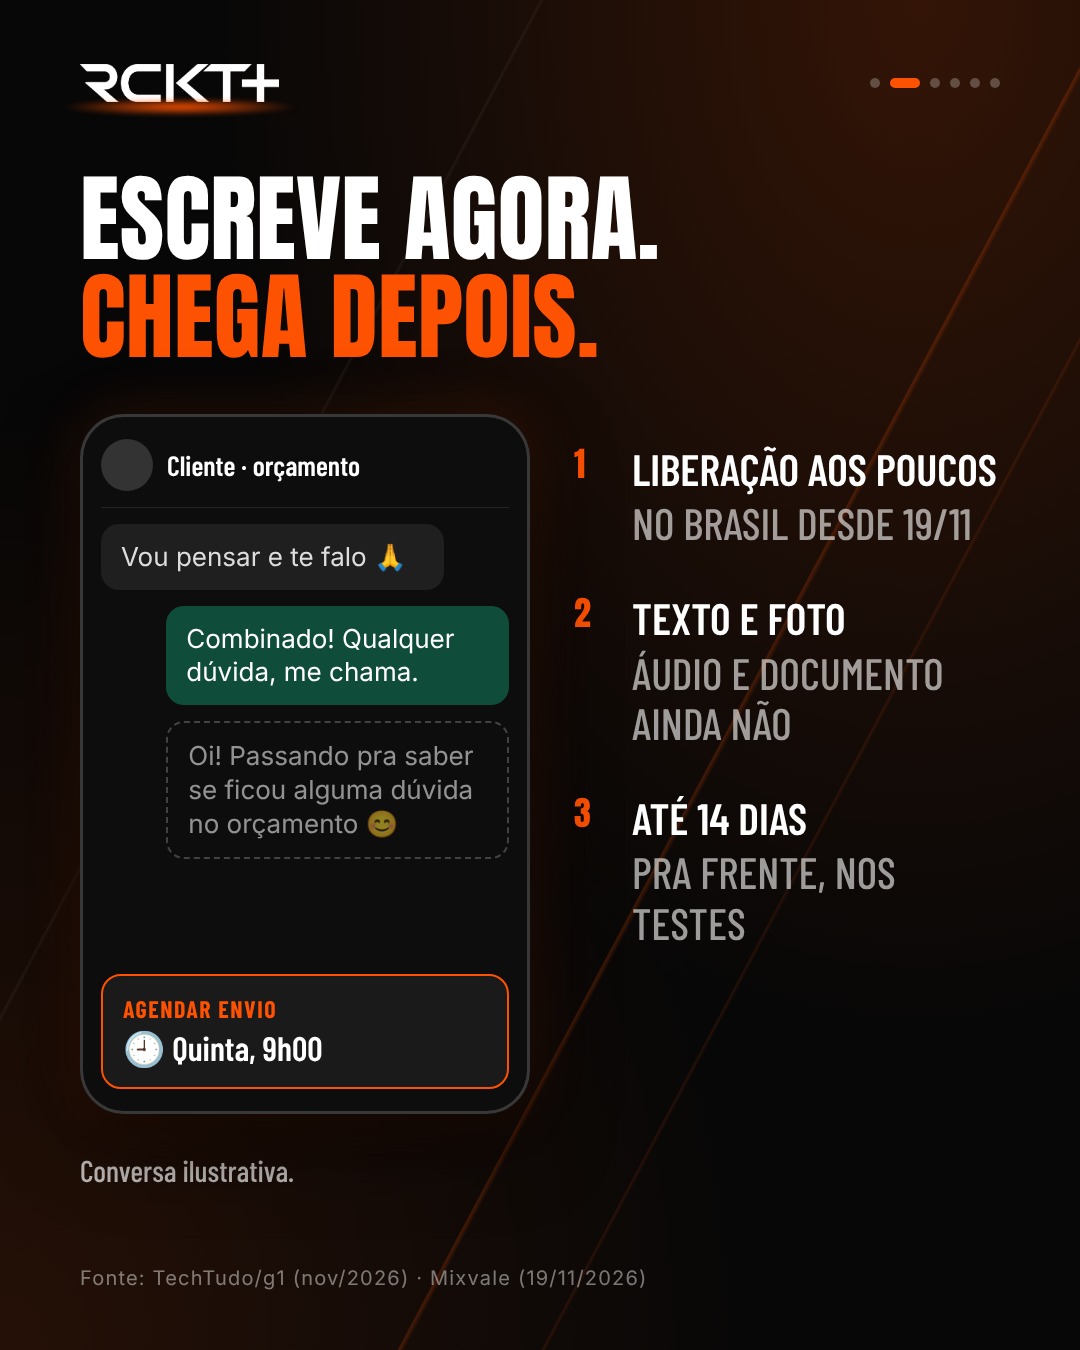 RCKT+
ESCREVE AGORA.
CHEGA DEPOIS.
Cliente · orçamento
Vou pensar e te falo 🙏
Combinado! Qualquer
dúvida, me chama.
Oi! Passando pra saber
se ficou alguma dúvida
no orçamento 😊
AGENDAR ENVIO
🕘 Quinta, 9h00
1 LIBERAÇÃO AOS POUCOS
NO BRASIL DESDE 19/11
2 TEXTO E FOTO
ÁUDIO E DOCUMENTO
AINDA NÃO
3 ATÉ 14 DIAS
PRA FRENTE, NOS
TESTES
Conversa ilustrativa.
Fonte: TechTudo/g1 (nov/2026) · Mixvale (19/11/2026)